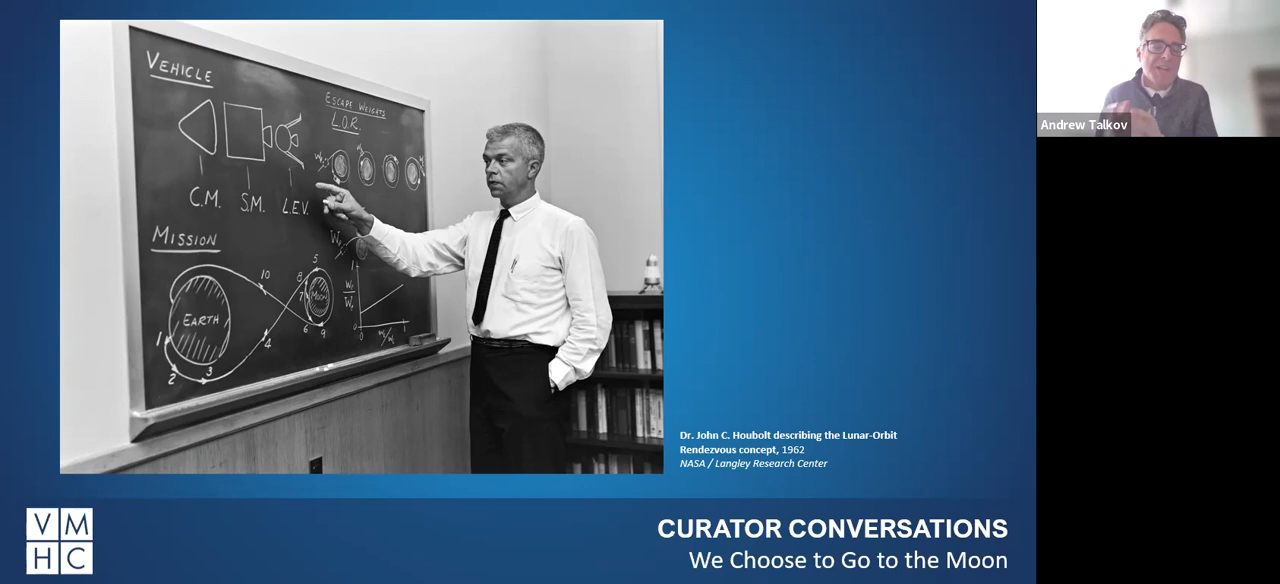 VEHICLE
ESCAPE WEIGHTS
L.O.R.
C.M. S.M. L.E.V.
MISSION
EARTH
MOON
1
2
3
4
5
6
7
8
9
10
Dr. John C. Houbolt describing the Lunar-Orbit
Rendezvous concept, 1962
NASA / Langley Research Center
VM
HC
CURATOR CONVERSATIONS
We Choose to Go to the Moon
Andrew Talkov